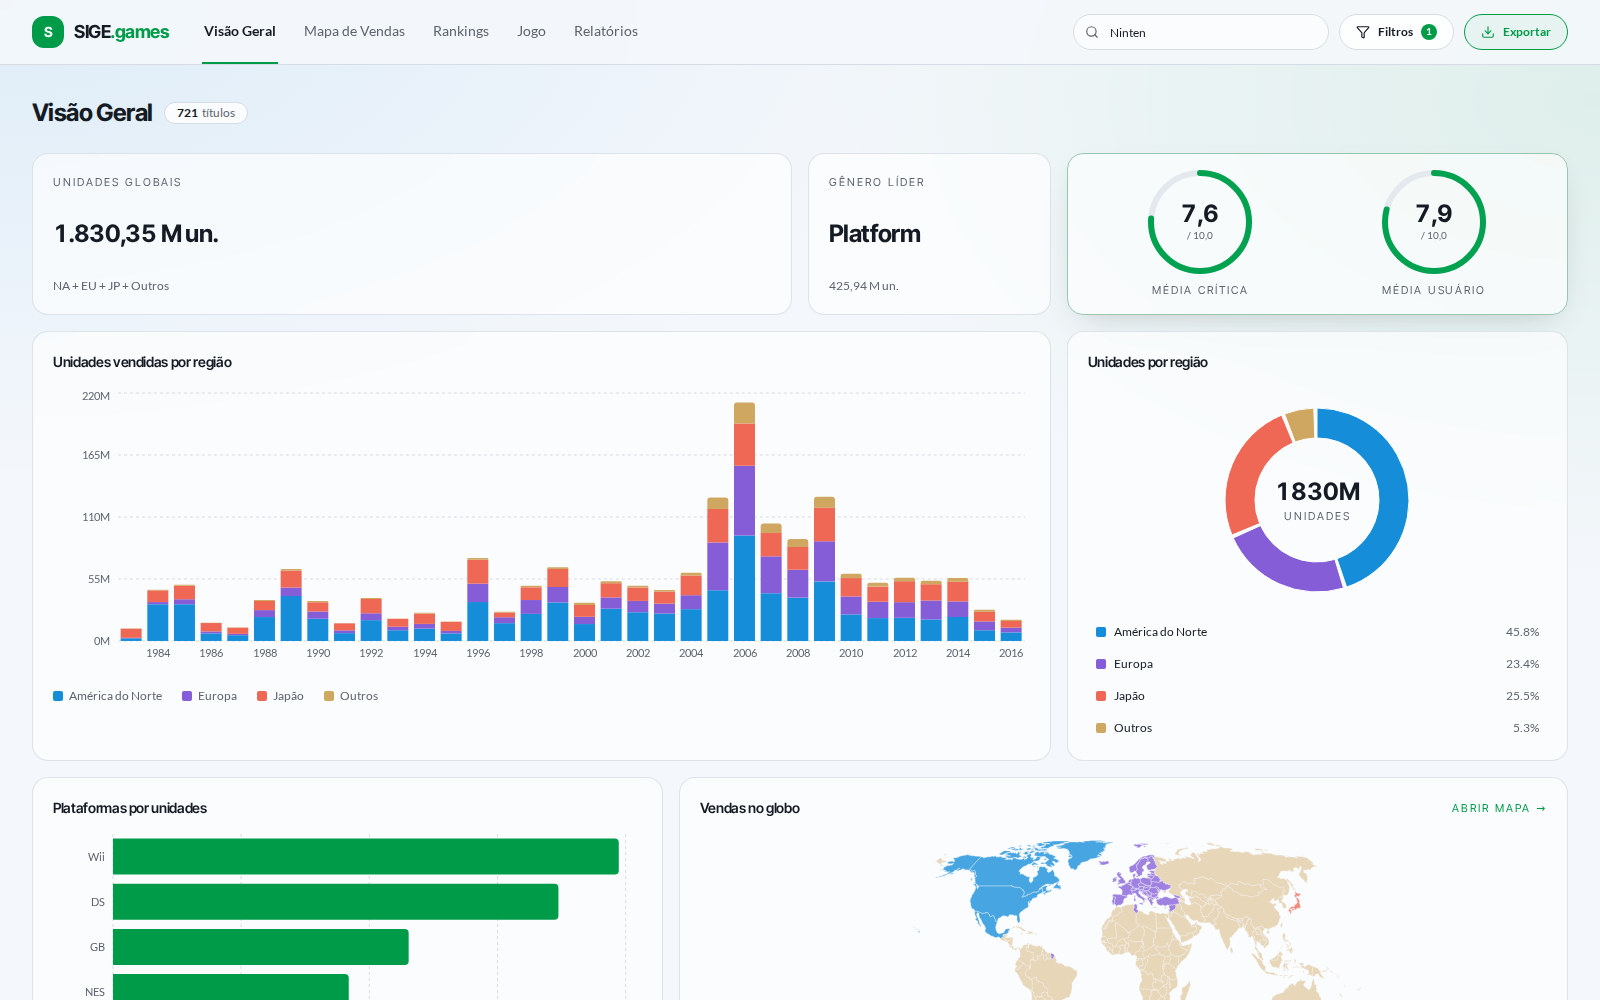 S SIGE.games Visão Geral Mapa de Vendas Rankings Jogo Relatórios Ninten Filtros 1 Exportar
Visão Geral 721 títulos
UNIDADES GLOBAIS
1.830,35 M un.
NA + EU + JP + Outros
GÊNERO LÍDER
Platform
425,94 M un.
7,6
/ 10,0
MÉDIA CRÍTICA
7,9
/ 10,0
MÉDIA USUÁRIO
Unidades vendidas por região
220M
165M
110M
55M
0M
1984 1986 1988 1990 1992 1994 1996 1998 2000 2002 2004 2006 2008 2010 2012 2014 2016
América do Norte Europa Japão Outros
Unidades por região
1830M
UNIDADES
América do Norte 45.8%
Europa 23.4%
Japão 25.5%
Outros 5.3%
Plataformas por unidades
Wii
DS
GB
NES
Vendas no globo ABRIR MAPA →